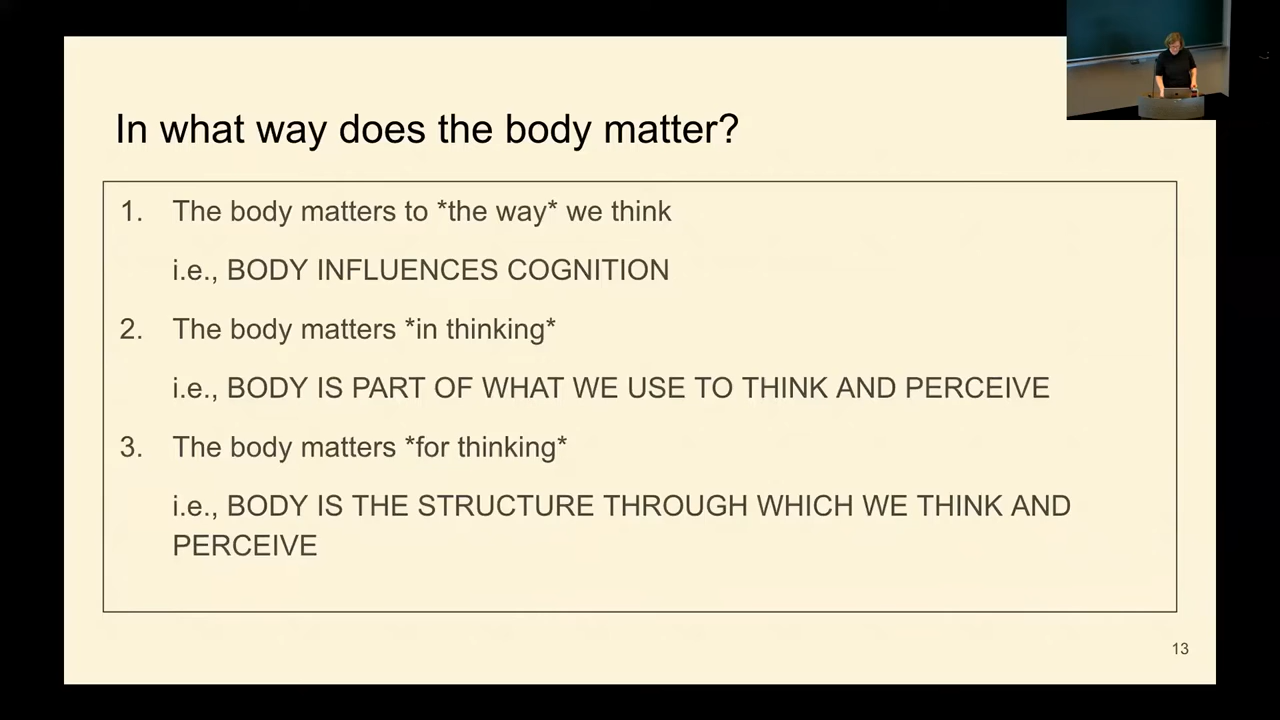 In what way does the body matter?
1. The body matters to *the way* we think
i.e., BODY INFLUENCES COGNITION
2. The body matters *in thinking*
i.e., BODY IS PART OF WHAT WE USE TO THINK AND PERCEIVE
3. The body matters *for thinking*
i.e., BODY IS THE STRUCTURE THROUGH WHICH WE THINK AND
PERCEIVE
13